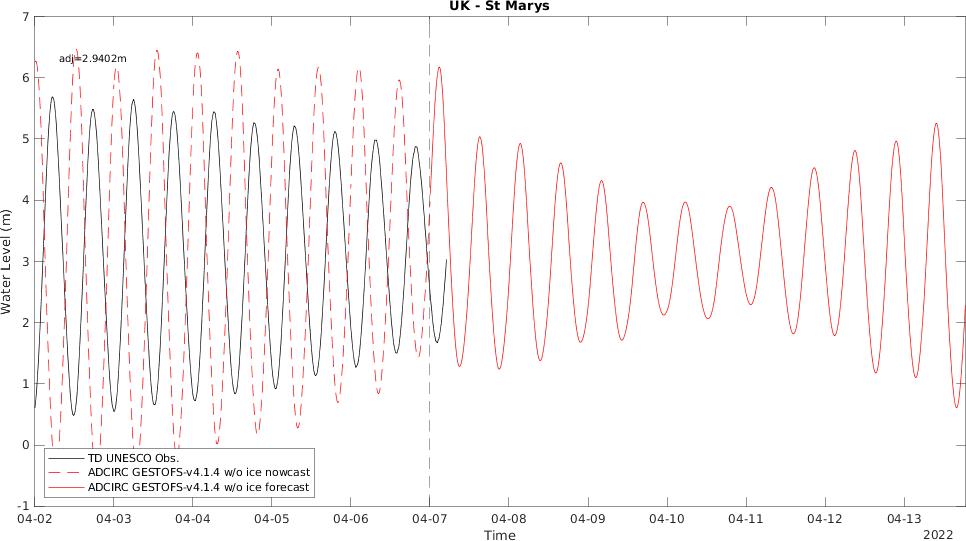 UK - St Marys
adj=2.9402m
7
6
5
4
3
2
1
0
-1
Water Level (m)
TD UNESCO Obs.
ADCIRC GESTOFS-v4.1.4 w/o ice nowcast
ADCIRC GESTOFS-v4.1.4 w/o ice forecast
04-02 04-03 04-04 04-05 04-06 04-07 04-08 04-09 04-10 04-11 04-12 04-13
Time
2022